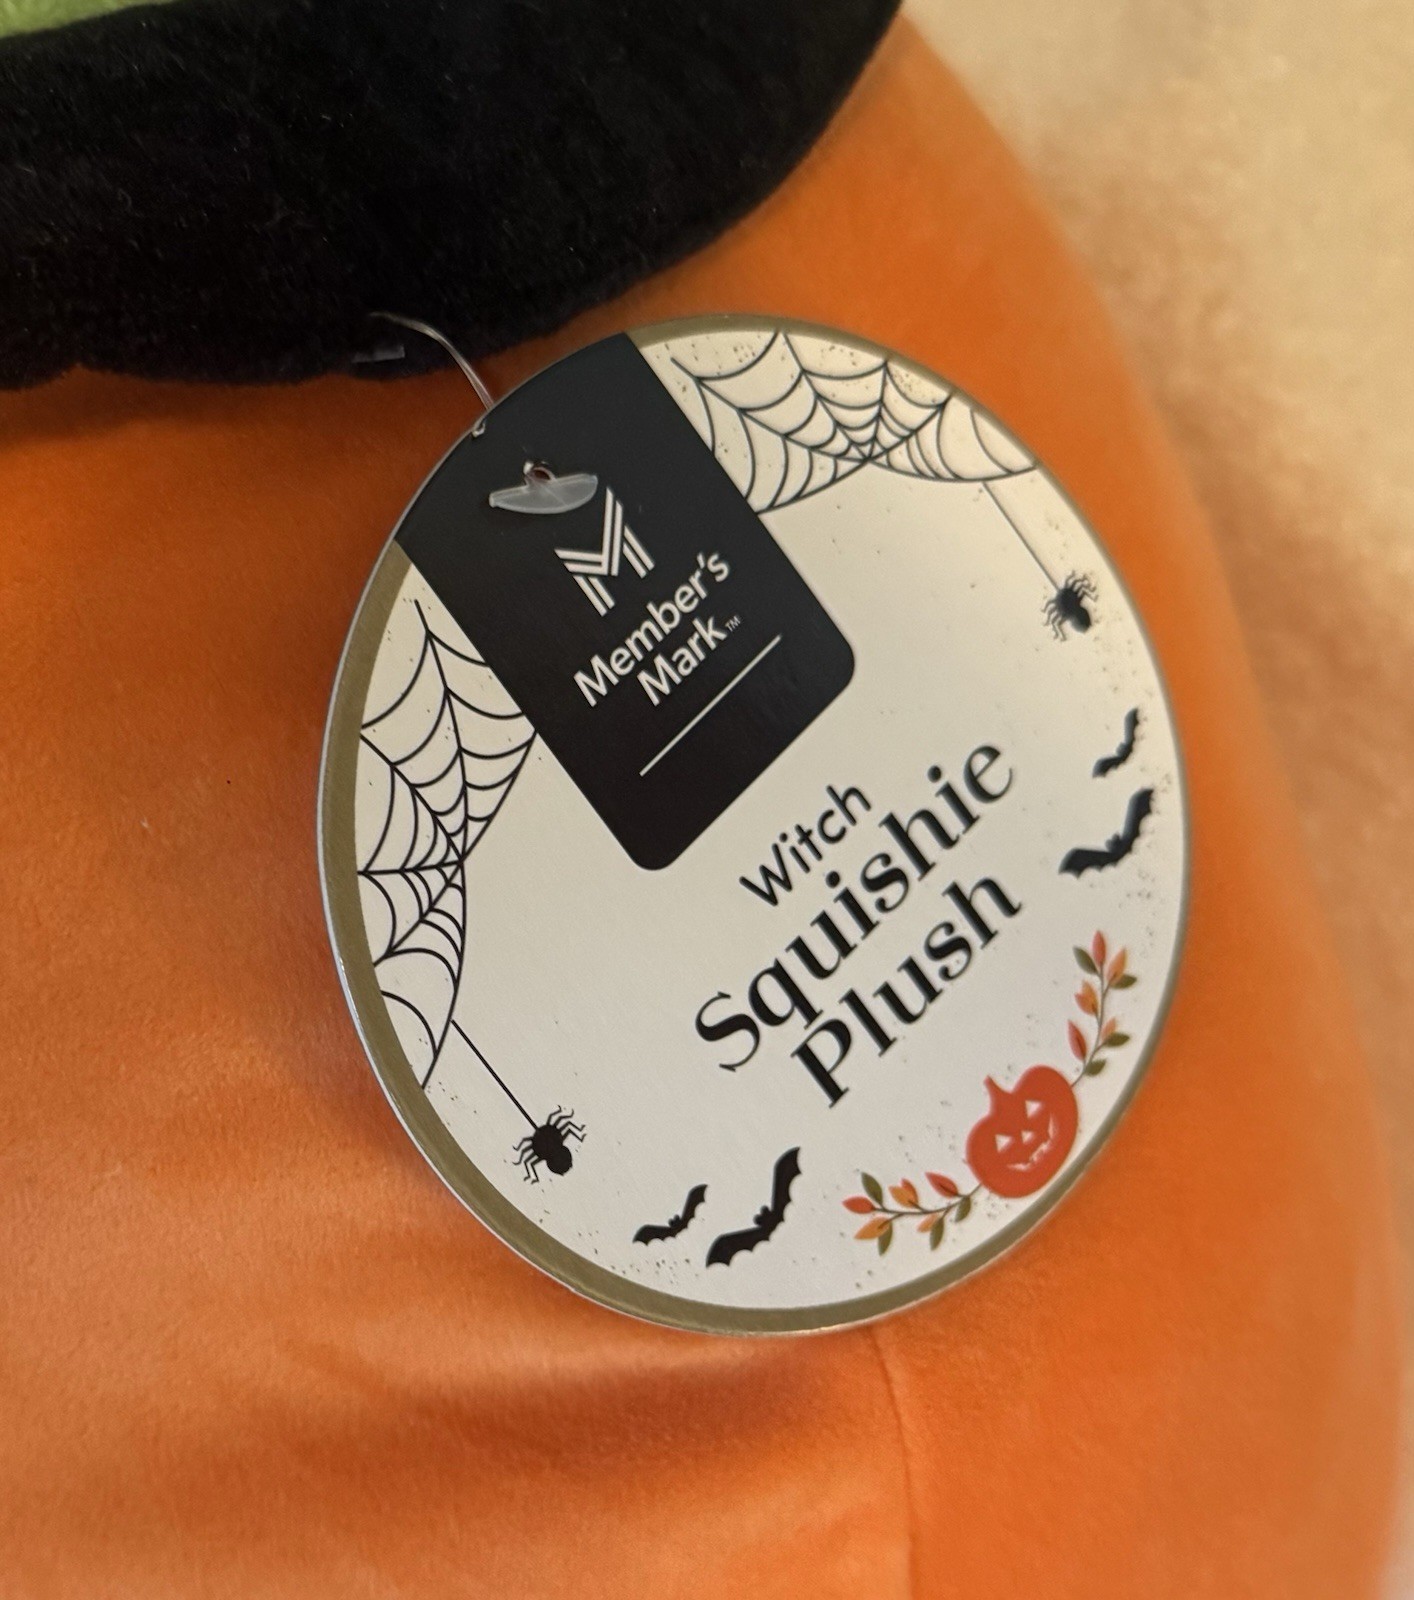 Member's
Mark™
Witch
Squishie
Plush